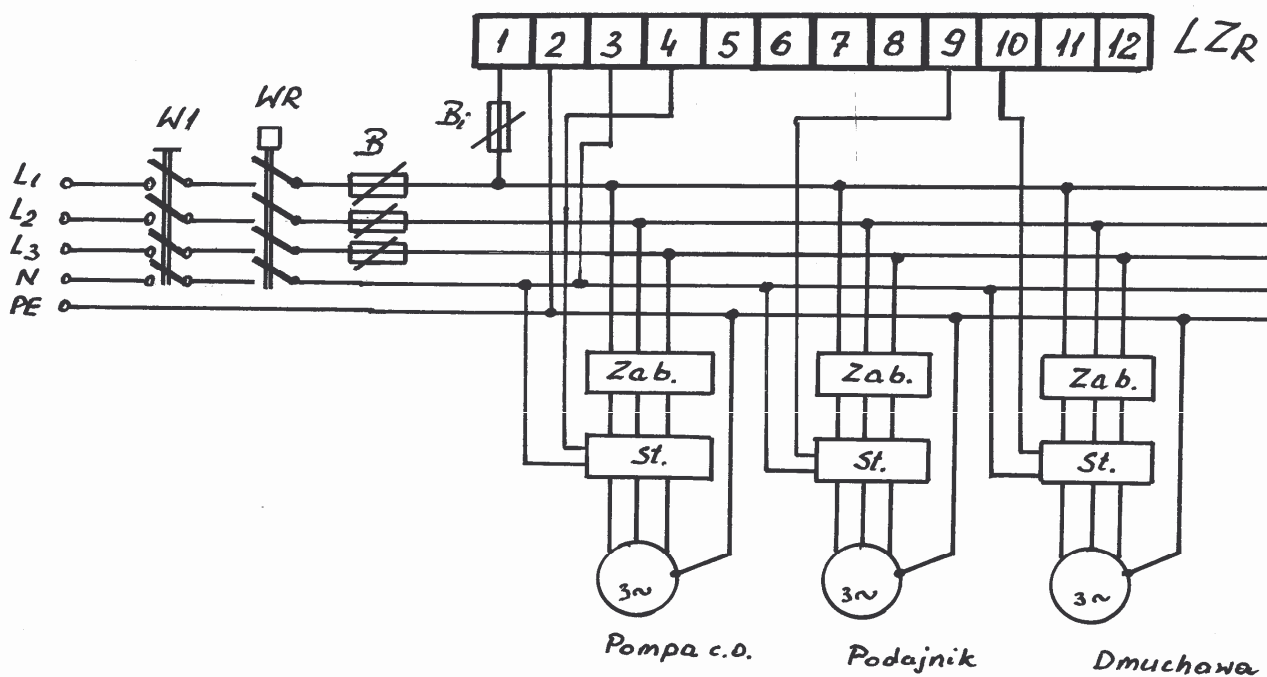 1 2 3 4 5 6 7 8 9 10 11 12 LZR
W1 WR B Bi
L1
L2
L3
N
PE
Zab. Zab. Zab.
St. St. St.
3~ 3~ 3~
Pompa c.o. Podajnik Dmuchawa